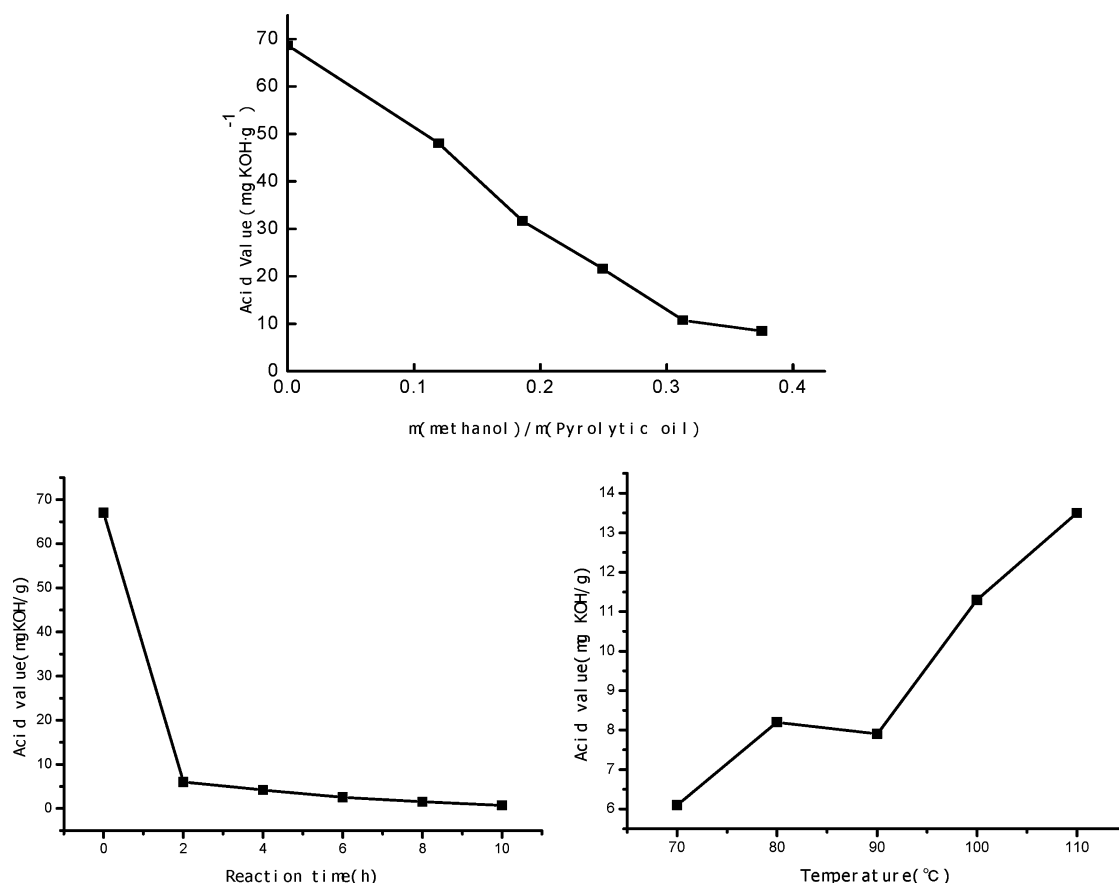 70
60
50
40
30
20
10
0
Acid Value(mg KOH·g-1)
0.0 0.1 0.2 0.3 0.4
m(methanol)/m(Pyrolytic oil)
70
60
50
40
30
20
10
0
Acid value(mgKOH/g)
0 2 4 6 8 10
Reaction time(h)
14
13
12
11
10
9
8
7
6
Acid value(mg KOH/g)
70 80 90 100 110
Temperature(℃)